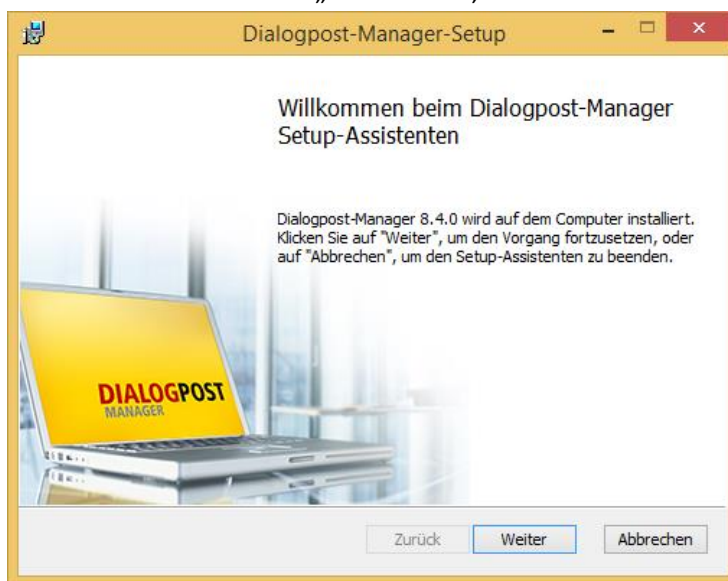 Dialogpost-Manager-Setup
Willkommen beim Dialogpost-Manager
Setup-Assistenten
Dialogpost-Manager 8.4.0 wird auf dem Computer installiert.
Klicken Sie auf "Weiter", um den Vorgang fortzusetzen, oder
auf "Abbrechen", um den Setup-Assistenten zu beenden.
DIALOGPOST
MANAGER
Zurück Weiter Abbrechen